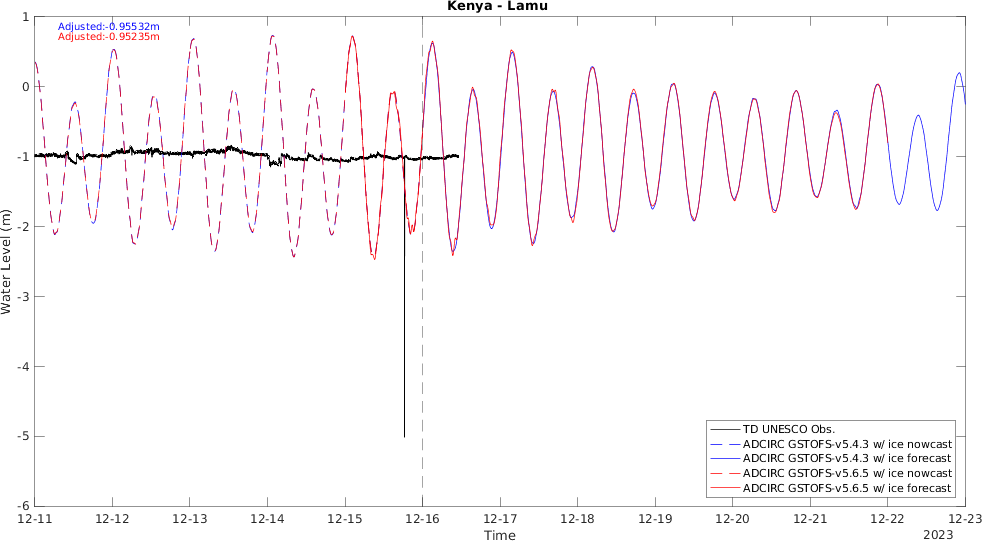 Kenya - Lamu
Adjusted:-0.95532m
Adjusted:-0.95235m
1
0
-1
-2
-3
-4
-5
-6
Water Level (m)
TD UNESCO Obs.
ADCIRC GSTOFS-v5.4.3 w/ ice nowcast
ADCIRC GSTOFS-v5.4.3 w/ ice forecast
ADCIRC GSTOFS-v5.6.5 w/ ice nowcast
ADCIRC GSTOFS-v5.6.5 w/ ice forecast
12-11 12-12 12-13 12-14 12-15 12-16 12-17 12-18 12-19 12-20 12-21 12-22 12-23
Time
2023